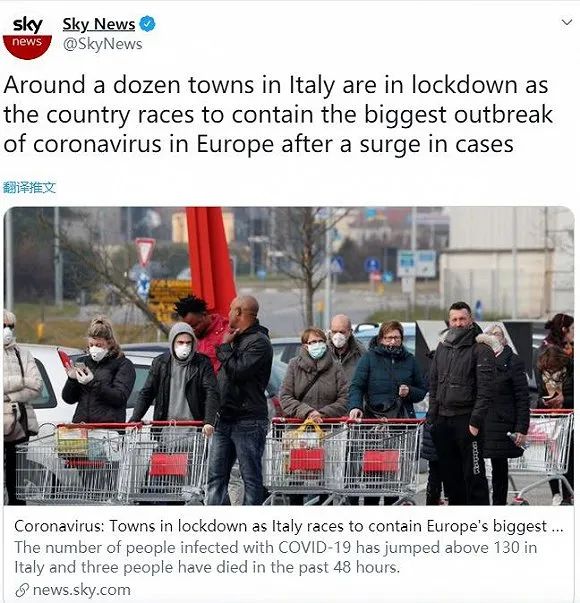 sky
news
Sky News
@SkyNews
Around a dozen towns in Italy are in lockdown as
the country races to contain the biggest outbreak
of coronavirus in Europe after a surge in cases
翻译推文
Coronavirus: Towns in lockdown as Italy races to contain Europe's biggest ...
The number of people infected with COVID-19 has jumped above 130 in
Italy and three people have died in the past 48 hours.
news.sky.com